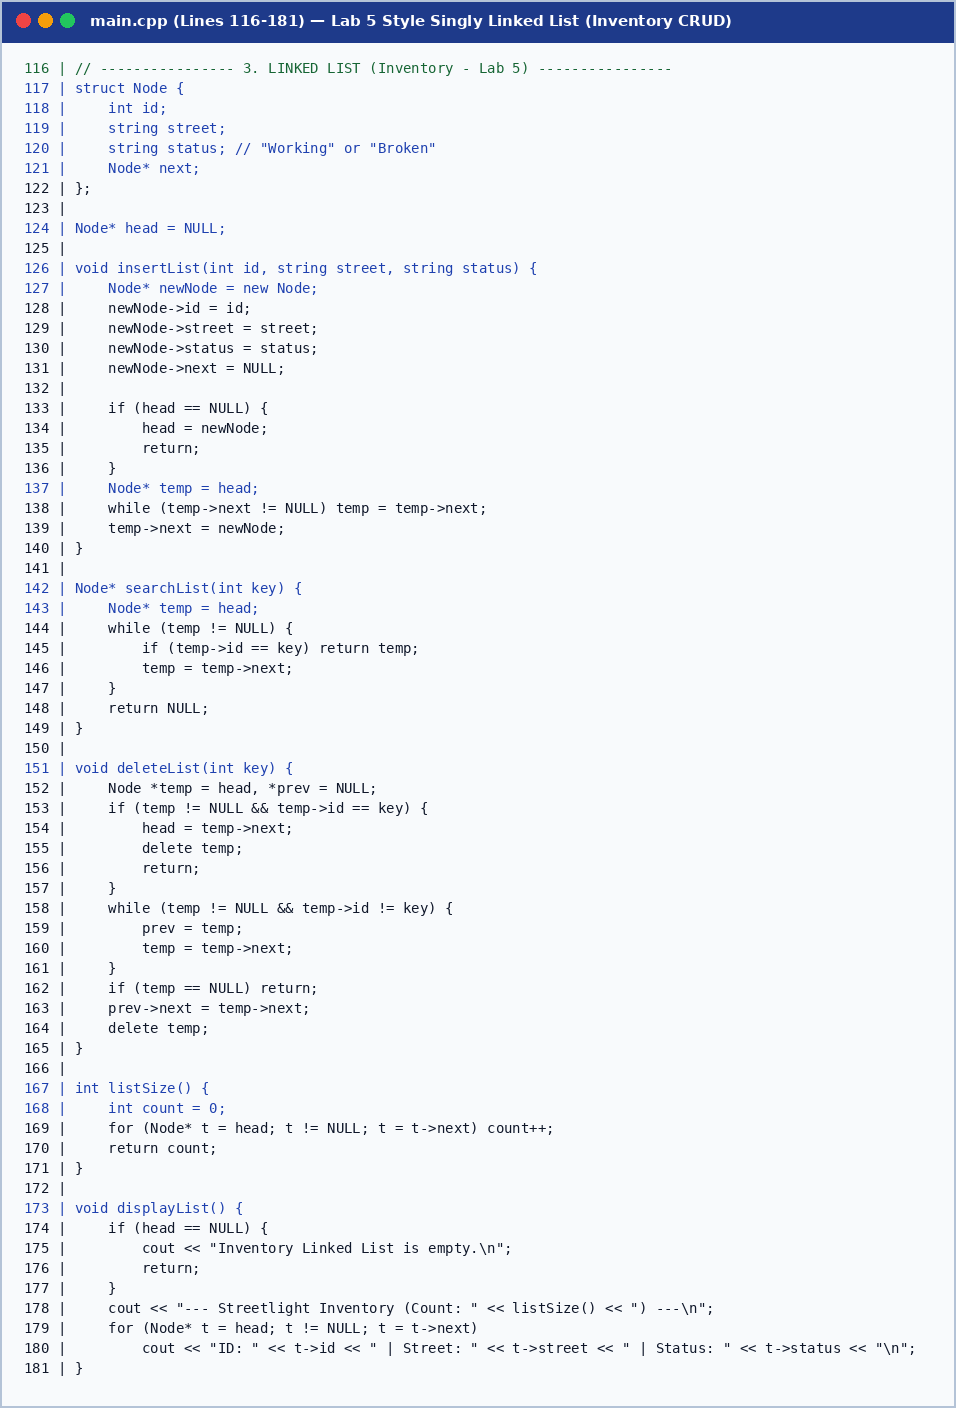 main.cpp (Lines 116-181) — Lab 5 Style Singly Linked List (Inventory CRUD)
116 | // ---------------- 3. LINKED LIST (Inventory - Lab 5) ----------------
117 | struct Node {
118 |     int id;
119 |     string street;
120 |     string status; // "Working" or "Broken"
121 |     Node* next;
122 | };
123 |
124 | Node* head = NULL;
125 |
126 | void insertList(int id, string street, string status) {
127 |     Node* newNode = new Node;
128 |     newNode->id = id;
129 |     newNode->street = street;
130 |     newNode->status = status;
131 |     newNode->next = NULL;
132 |
133 |     if (head == NULL) {
134 |         head = newNode;
135 |         return;
136 |     }
137 |     Node* temp = head;
138 |     while (temp->next != NULL) temp = temp->next;
139 |     temp->next = newNode;
140 | }
141 |
142 | Node* searchList(int key) {
143 |     Node* temp = head;
144 |     while (temp != NULL) {
145 |         if (temp->id == key) return temp;
146 |         temp = temp->next;
147 |     }
148 |     return NULL;
149 | }
150 |
151 | void deleteList(int key) {
152 |     Node *temp = head, *prev = NULL;
153 |     if (temp != NULL && temp->id == key) {
154 |         head = temp->next;
155 |         delete temp;
156 |         return;
157 |     }
158 |     while (temp != NULL && temp->id != key) {
159 |         prev = temp;
160 |         temp = temp->next;
161 |     }
162 |     if (temp == NULL) return;
163 |     prev->next = temp->next;
164 |     delete temp;
165 | }
166 |
167 | int listSize() {
168 |     int count = 0;
169 |     for (Node* t = head; t != NULL; t = t->next) count++;
170 |     return count;
171 | }
172 |
173 | void displayList() {
174 |     if (head == NULL) {
175 |         cout << "Inventory Linked List is empty.\n";
176 |         return;
177 |     }
178 |     cout << "--- Streetlight Inventory (Count: " << listSize() << ") ---\n";
179 |     for (Node* t = head; t != NULL; t = t->next)
180 |         cout << "ID: " << t->id << " | Street: " << t->street << " | Status: " << t->status << "\n";
181 | }